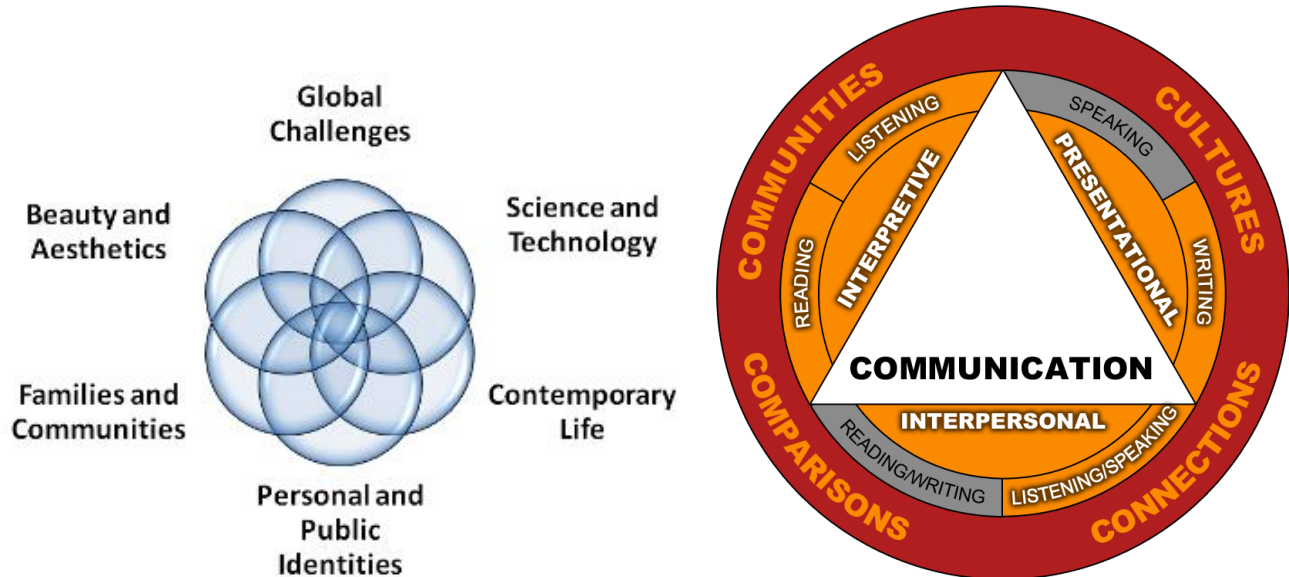 Global
Challenges
Beauty and
Aesthetics
Science and
Technology
Families and
Communities
Contemporary
Life
Personal and
Public
Identities
COMMUNITIES
CULTURES
LISTENING
SPEAKING
INTERPRETIVE
PRESENTATIONAL
READING
WRITING
COMMUNICATION
INTERPERSONAL
READING/WRITING
LISTENING/SPEAKING
COMPARISONS
CONNECTIONS